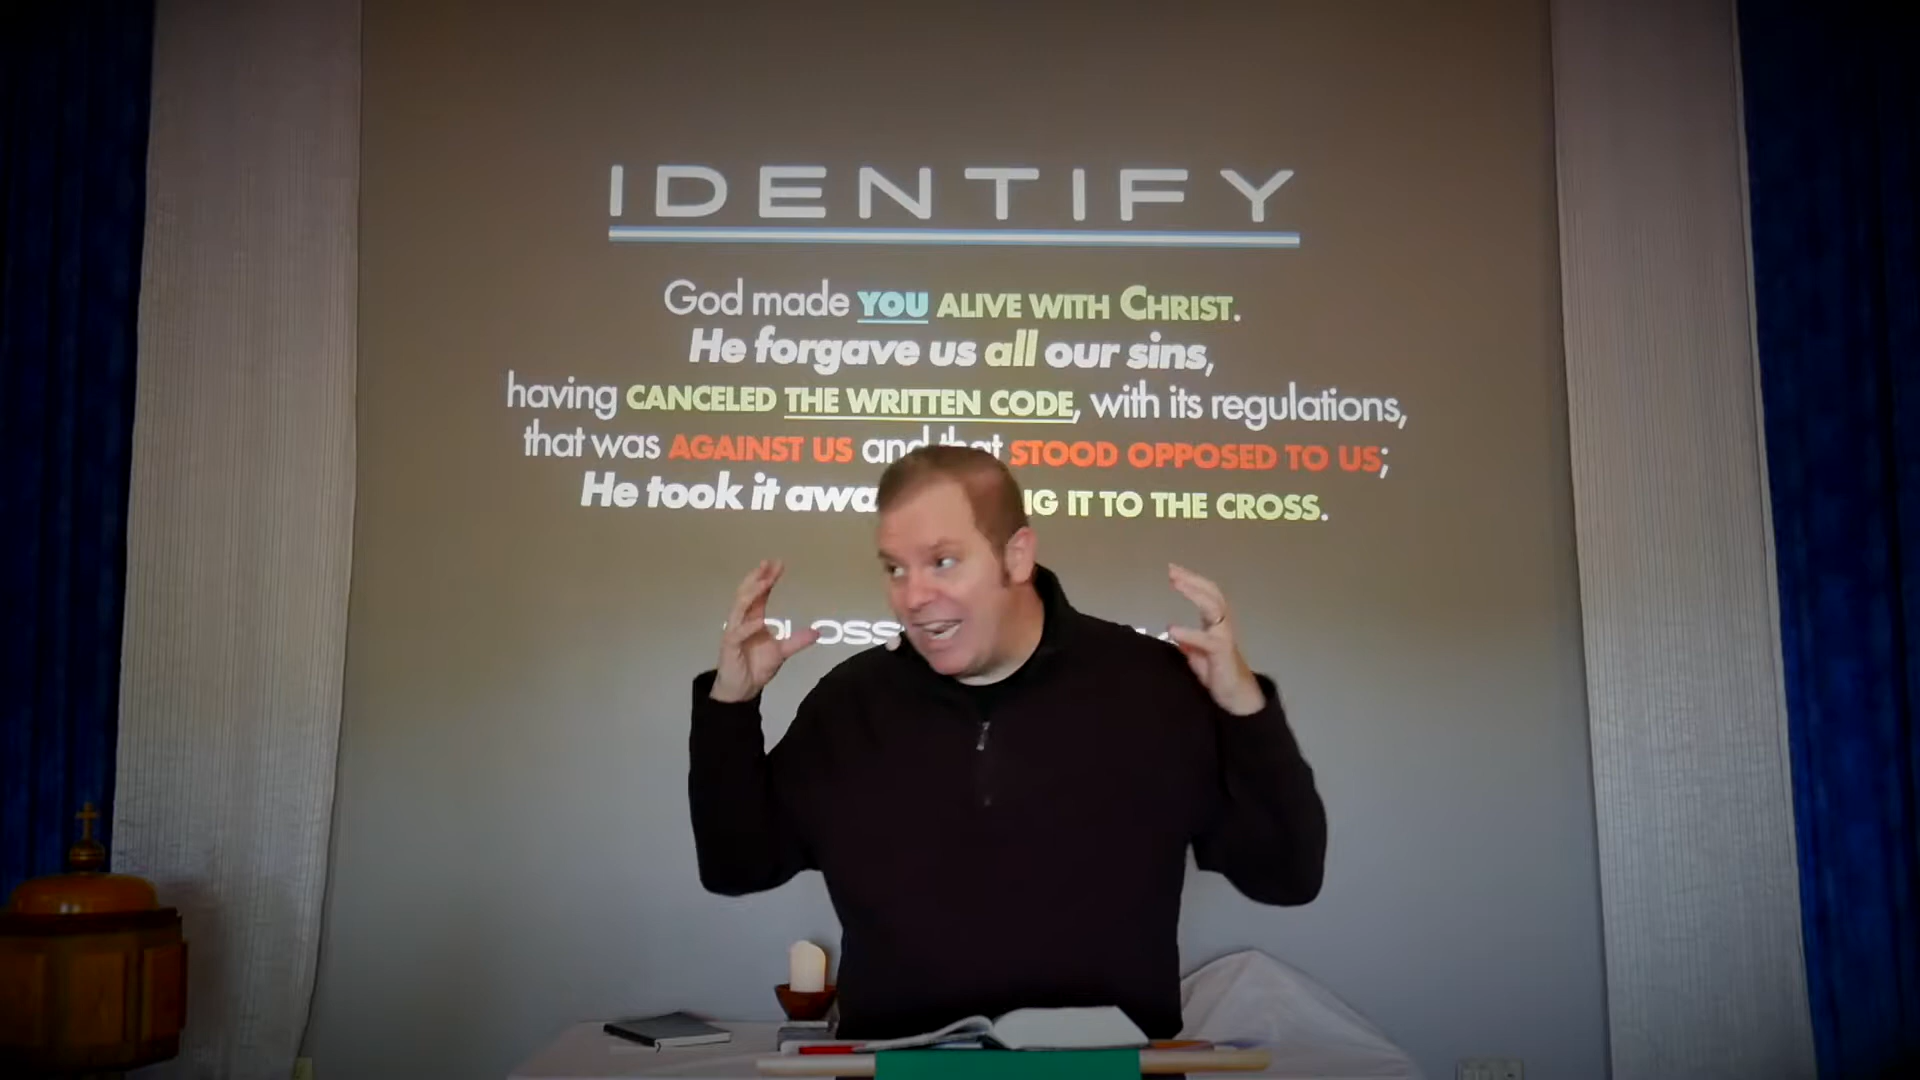 IDENTIFY
God made YOU ALIVE WITH CHRIST.
He forgave us all our sins,
having CANCELED THE WRITTEN CODE, with its regulations,
that was AGAINST US and that STOOD OPPOSED TO US;
He took it IT TO THE CROSS.